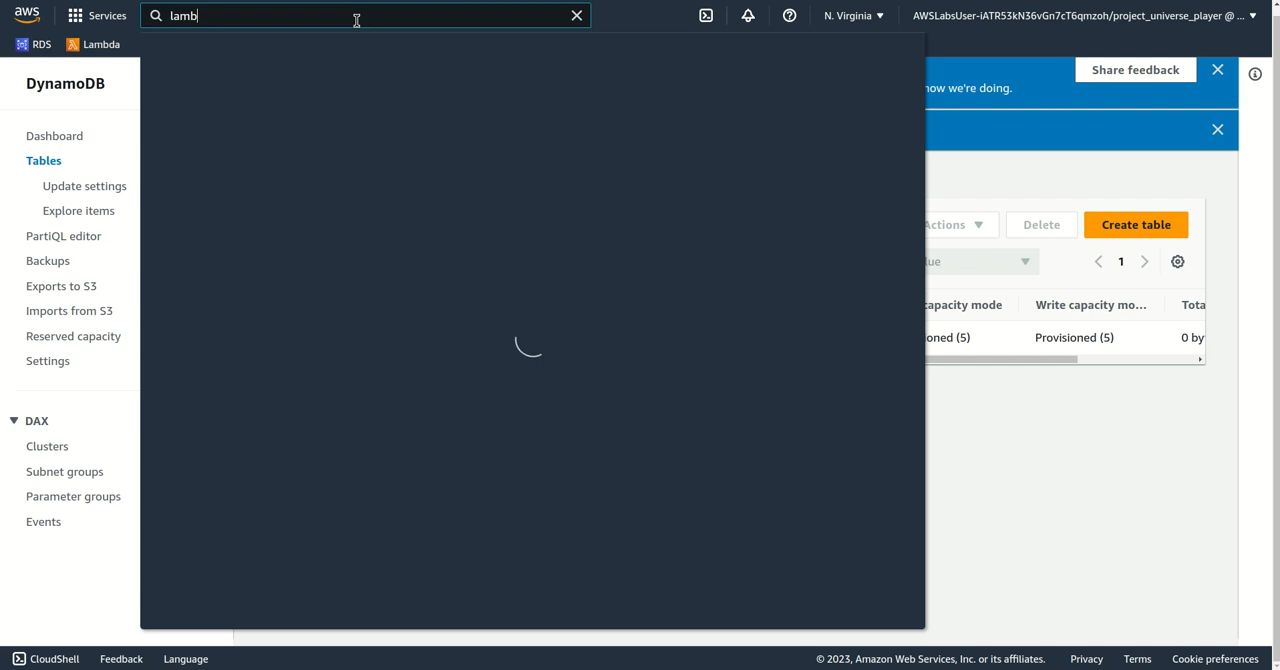 aws
Services
lamb
N. Virginia
AWSLabsUser-iATR53kN36vGn7cT6qmzoh/project_universe_player @ ...
RDS
Lambda
DynamoDB
Share feedback
how we're doing.
Dashboard
Tables
Update settings
Explore items
PartiQL editor
Backups
Exports to S3
Imports from S3
Reserved capacity
Settings
DAX
Clusters
Subnet groups
Parameter groups
Events
Actions
Delete
Create table
lue
1
capacity mode
Write capacity mo...
Tota
ioned (5)
Provisioned (5)
0 by
CloudShell
Feedback
Language
© 2023, Amazon Web Services, Inc. or its affiliates.
Privacy
Terms
Cookie preferences